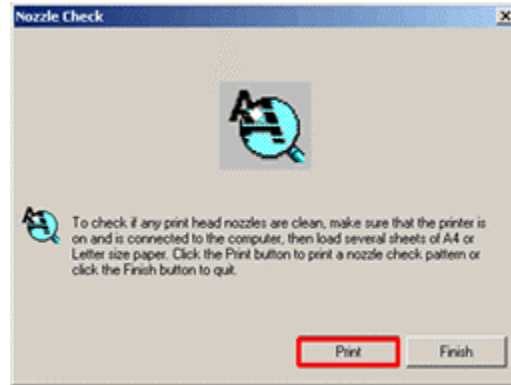 Nozzle Check
To check if any print head nozzles are clean, make sure that the printer is
on and is connected to the computer, then load several sheets of A4 or
Letter size paper. Click the Print button to print a nozzle check pattern or
click the Finish button to quit.
Print Finish